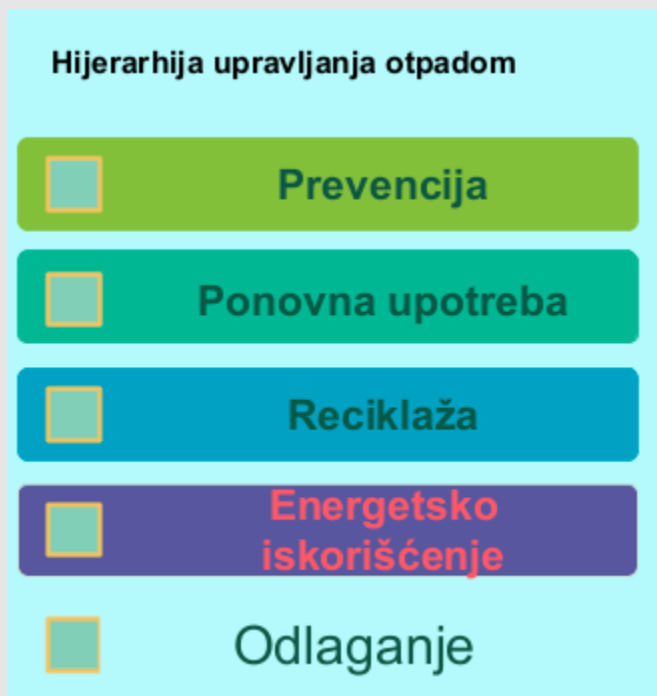 Hijerarhija upravljanja otpadom
Prevencija
Ponovna upotreba
Reciklaža
Energetsko
iskorišćenje
Odlaganje